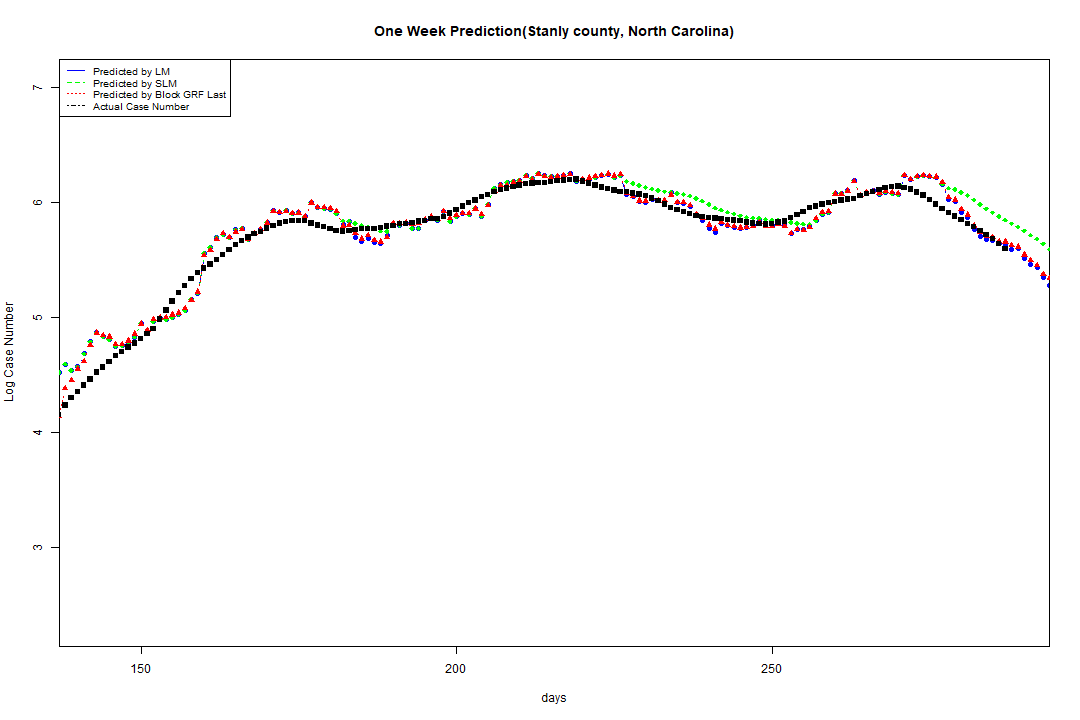 One Week Prediction(Stanly county, North Carolina)
Predicted by LM
Predicted by SLM
Predicted by Block GRF Last
Actual Case Number
7
6
5
4
3
Log Case Number
150
200
250
days